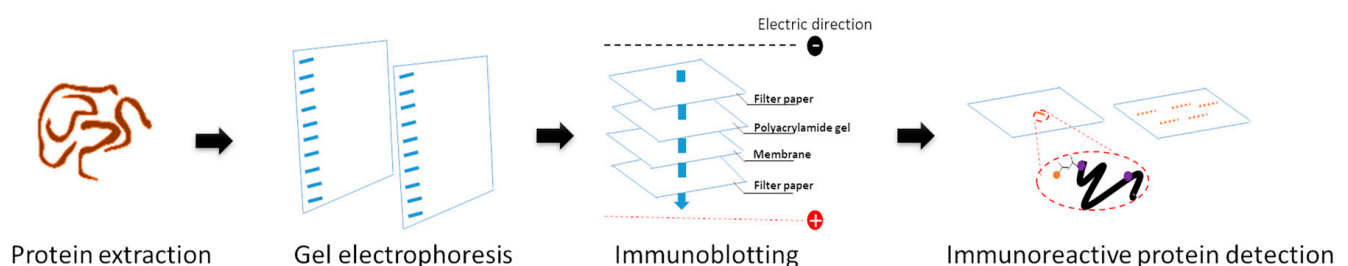 Electric direction
-
Filter paper
Polyacrylamide gel
Membrane
Filter paper
+
Protein extraction
Gel electrophoresis
Immunoblotting
Immunoreactive protein detection